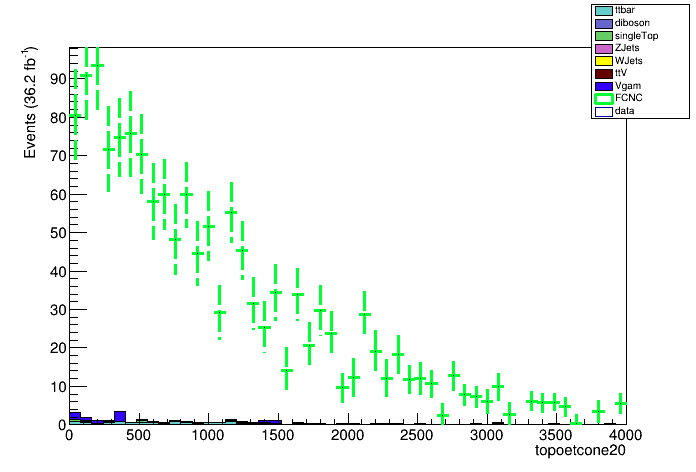 ttbar
diboson
singleTop
ZJets
WJets
ttV
Vgam
FCNC
data
Events (36.2 fb⁻¹)
90
80
70
60
50
40
30
20
10
0
0 500 1000 1500 2000 2500 3000 3500 4000
topoetcone20